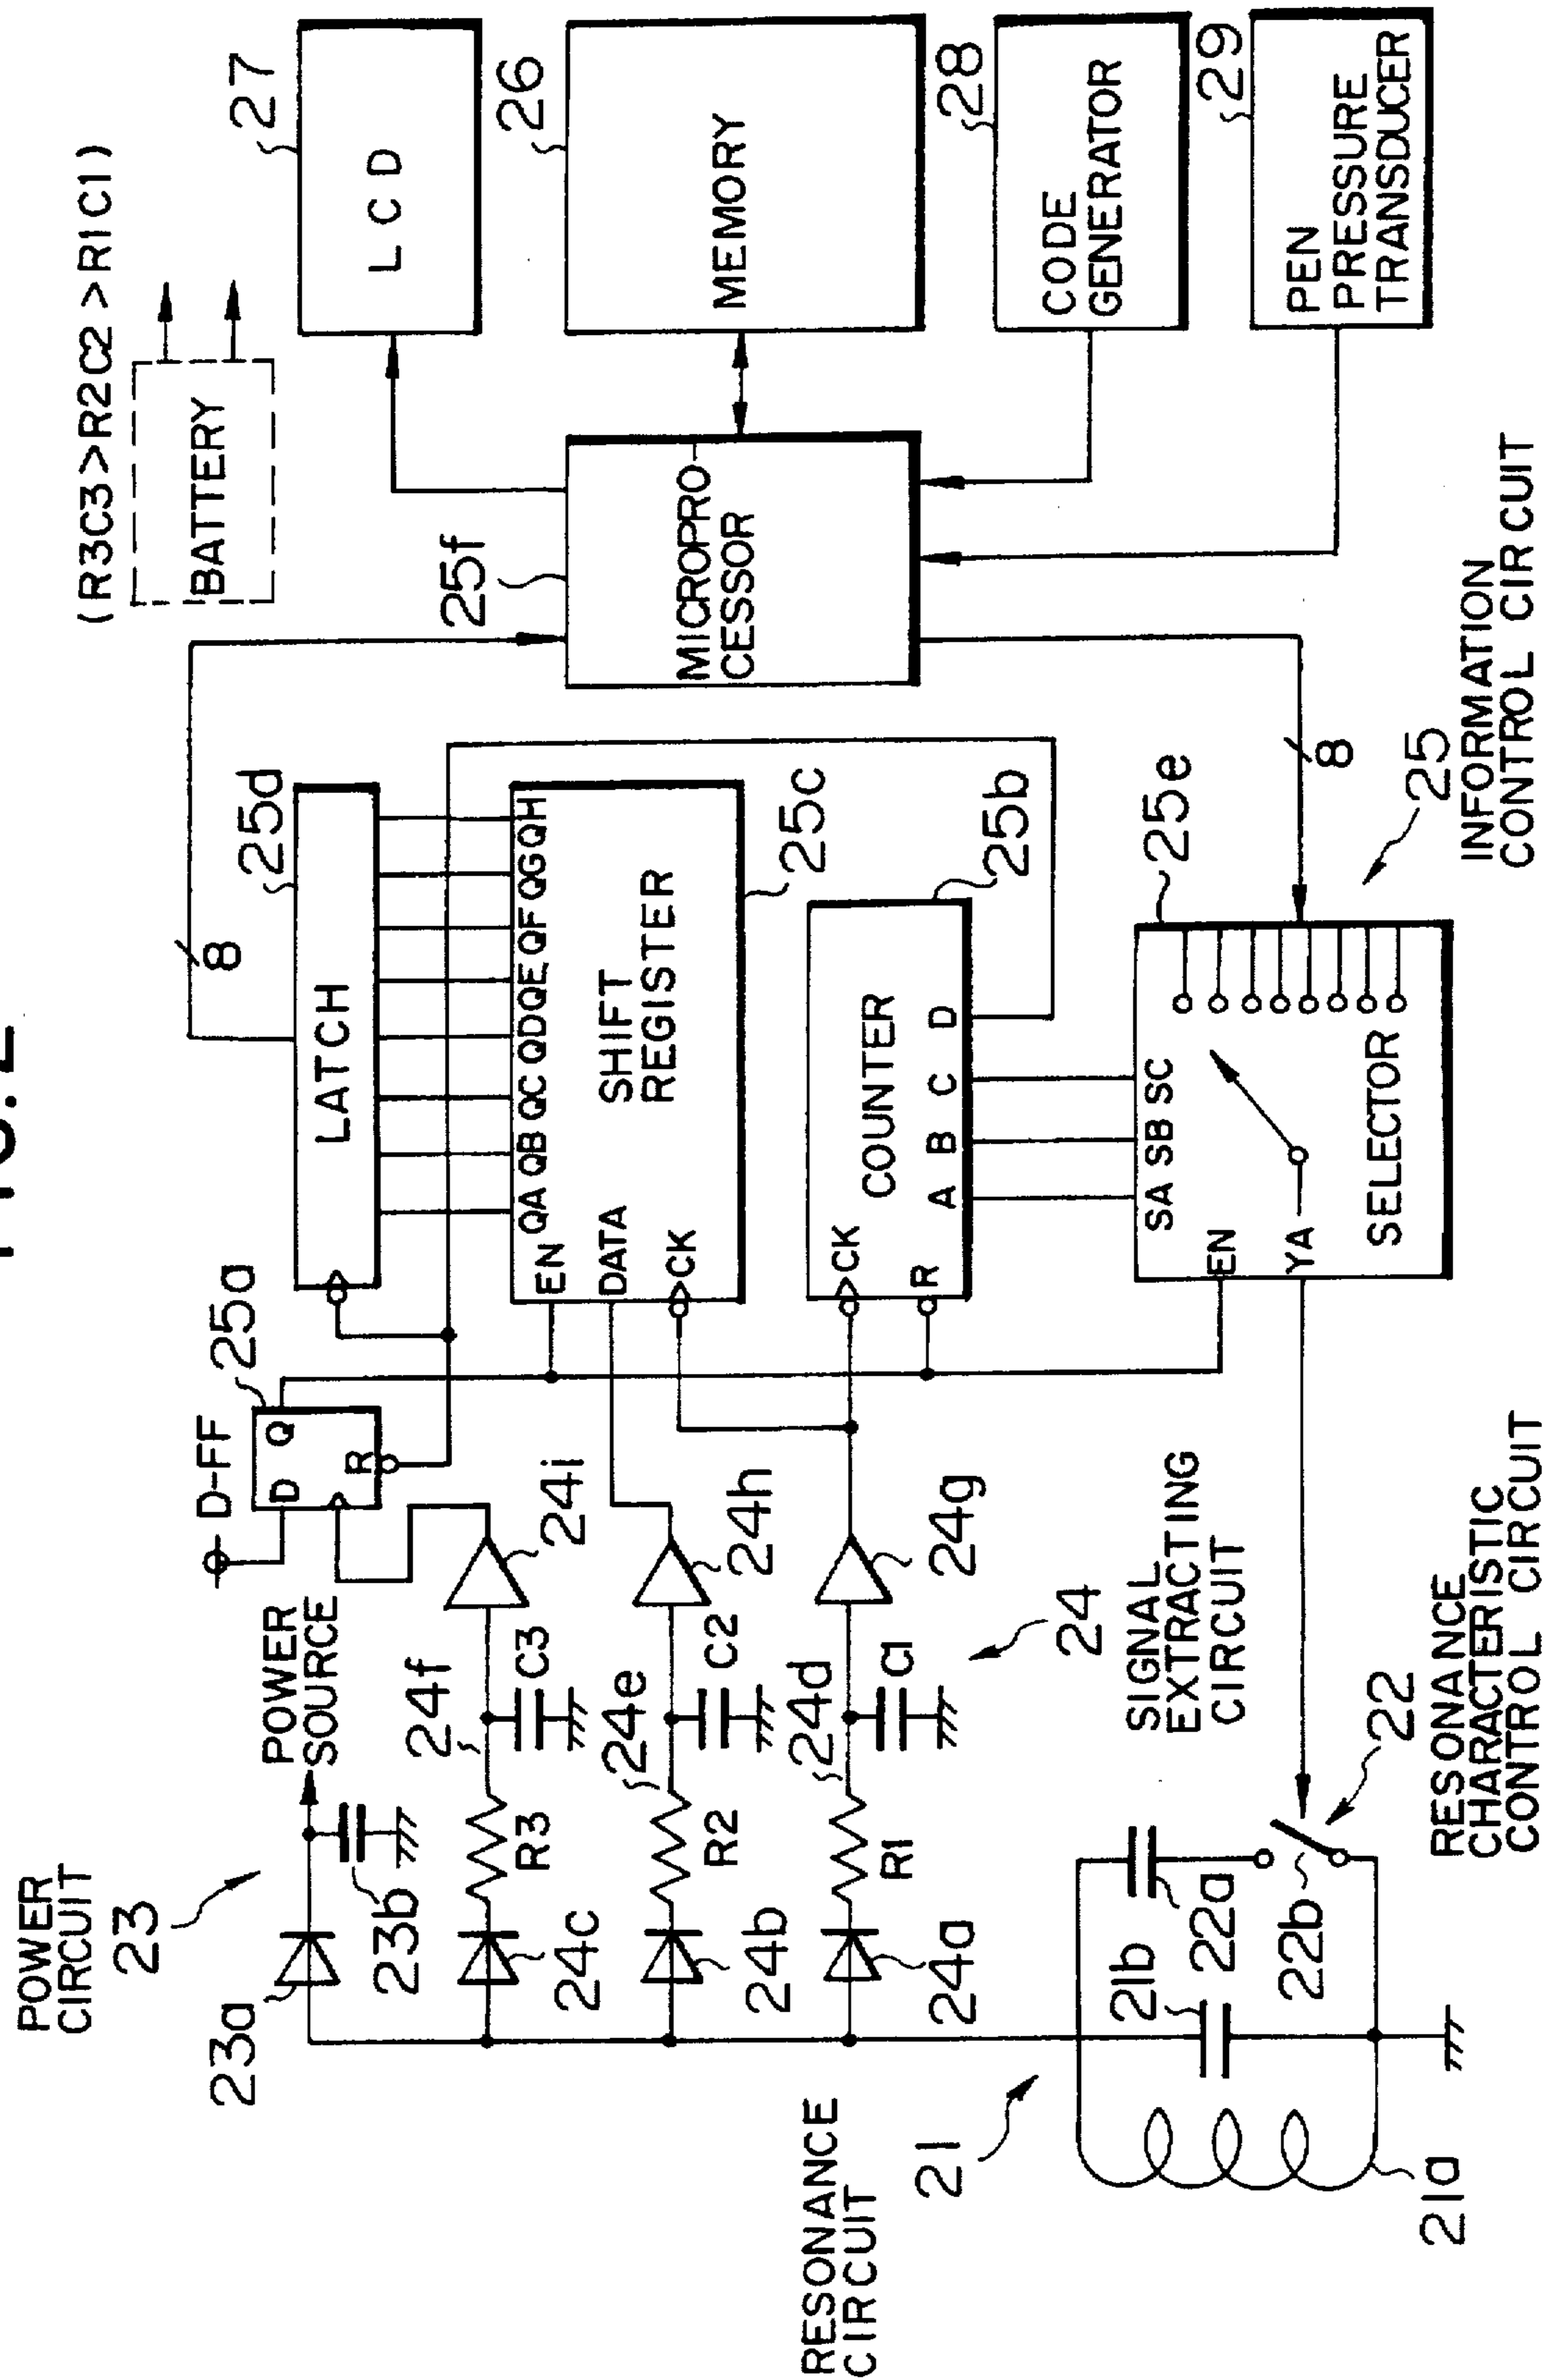 FIG. 2
(R3C3>R2C2>R1C1)
BATTERY
POWER
CIRCUIT
23
23a
23b
POWER
SOURCE
D-FF
25a
D
Q
R
LATCH
25d
8
27
LCD
24f
R3
C3
24c
24i
EN
DATA
CK
QA QB QC QD QE QF QG QH
SHIFT
REGISTER
25c
25f
MICROPRO-
CESSOR
26
MEMORY
24e
R2
C2
24b
24h
24d
R1
C1
24a
24g
CK
R
COUNTER
A B C D
25b
28
CODE
GENERATOR
RESONANCE
CIRCUIT
21
21a
21b
22a
22b
24
SIGNAL
EXTRACTING
CIRCUIT
EN
YA
SA SB SC
SELECTOR
25e
8
29
PEN
PRESSURE
TRANSDUCER
22
RESONANCE
CHARACTERISTIC
CONTROL CIRCUIT
25
INFORMATION
CONTROL CIRCUIT